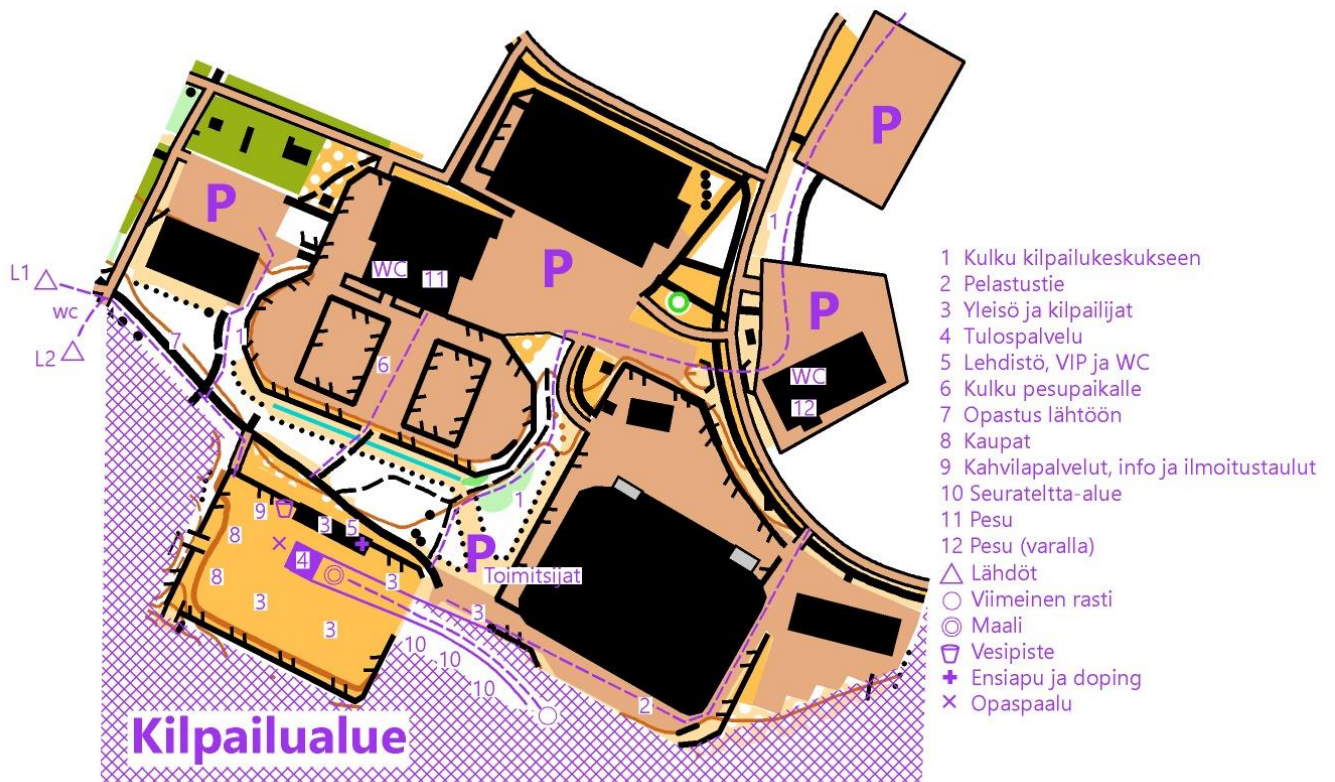 P
P
1
P
P
WC
11
L1
wc
L2
7
1
6
WC
12
1
9
3
5
8
4
P
Toimitsijat
8
3
3
3
3
10
10
10
2
Kilpailualue
1 Kulku kilpailukeskukseen
2 Pelastustie
3 Yleisö ja kilpailijat
4 Tulospalvelu
5 Lehdistö, VIP ja WC
6 Kulku pesupaikalle
7 Opastus lähtöön
8 Kaupat
9 Kahvilapalvelut, info ja ilmoitustaulut
10 Seurateltta-alue
11 Pesu
12 Pesu (varalla)
Lähdöt
Viimeinen rasti
Maali
Vesipiste
Ensiapu ja doping
Opaspaalu